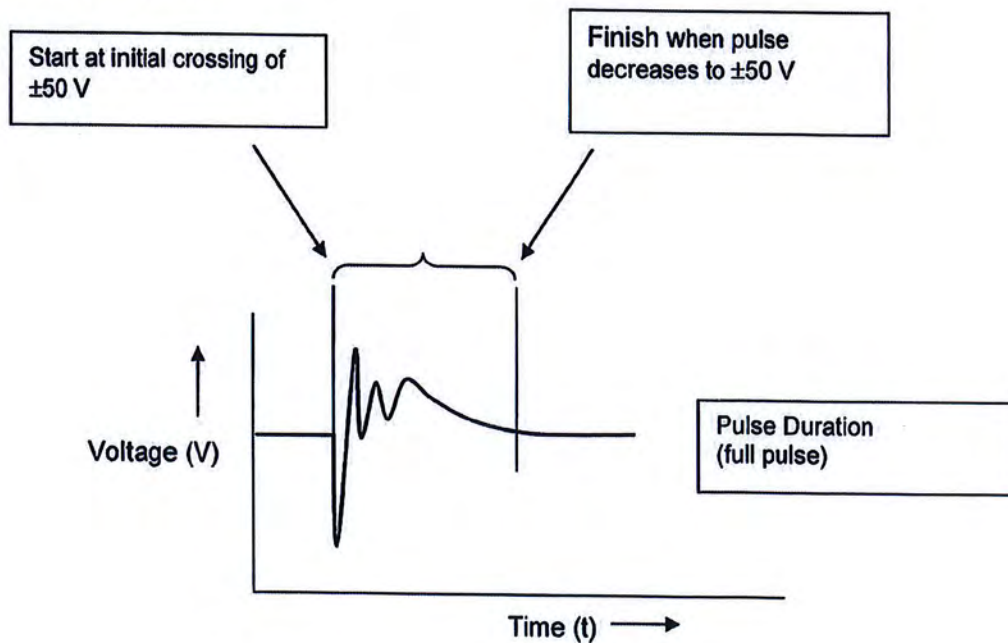 Start at initial crossing of
±50 V
Finish when pulse
decreases to ±50 V
Voltage (V)
Pulse Duration
(full pulse)
Time (t)